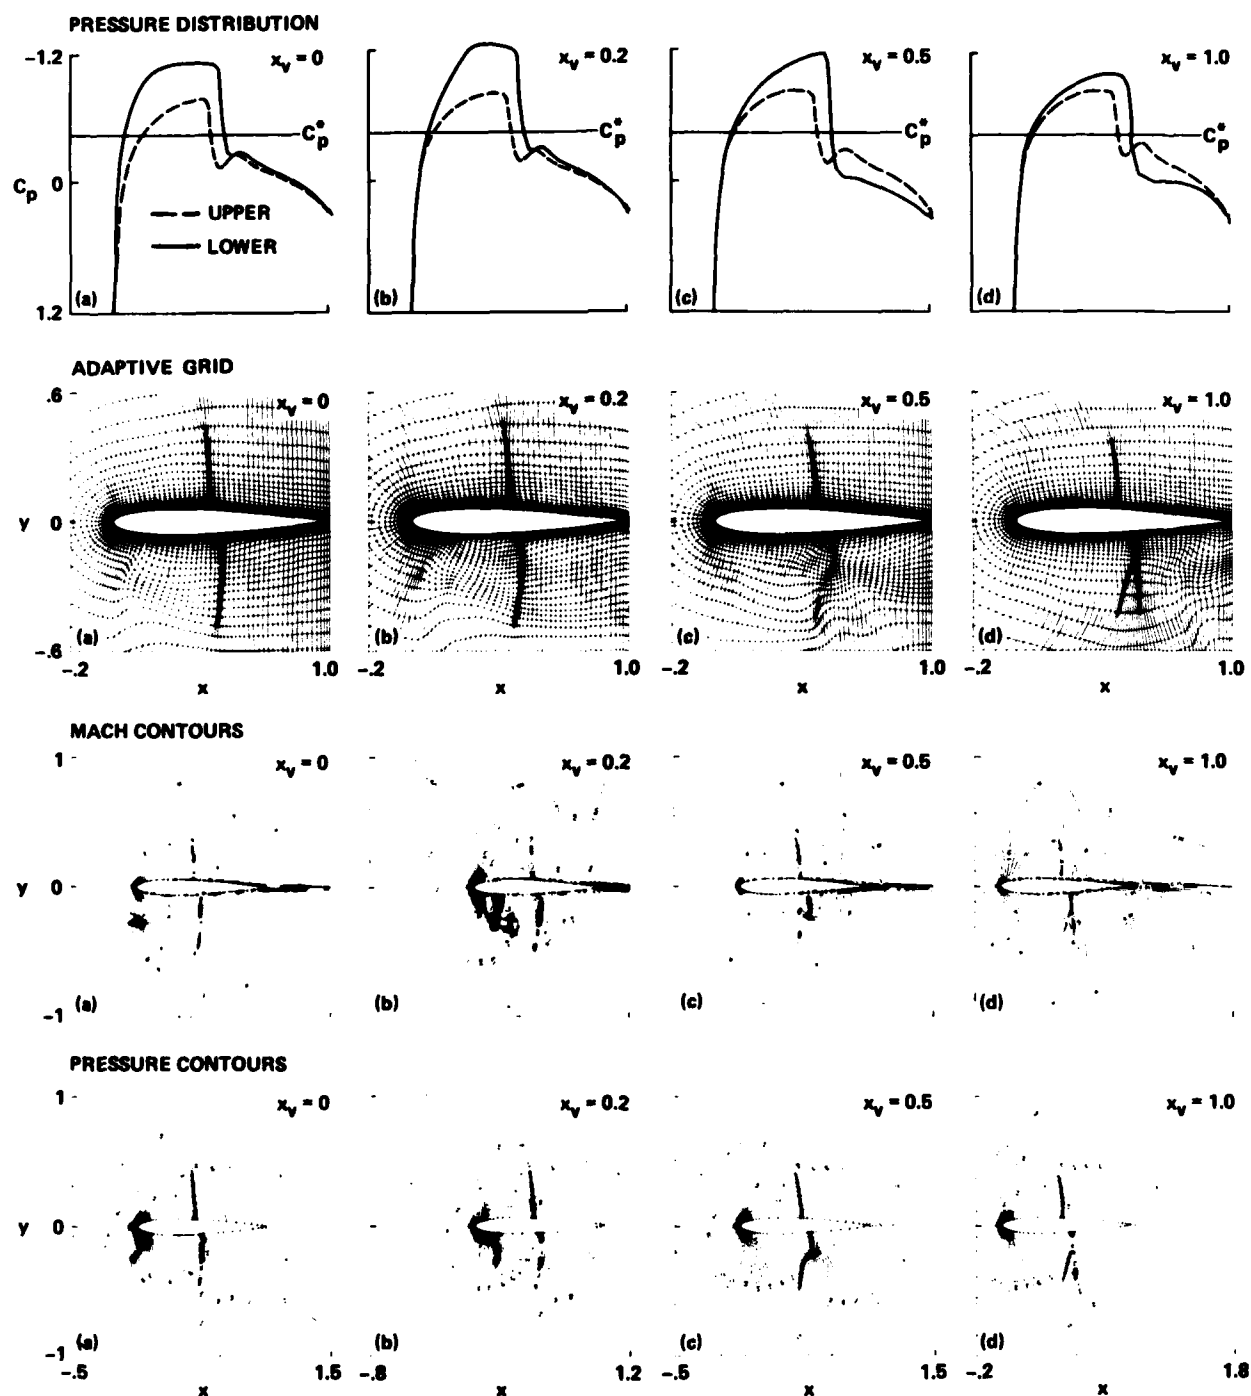 PRESSURE DISTRIBUTION
-1.2 x_v = 0 x_v = 0.2 x_v = 0.5 x_v = 1.0
C_p^* C_p^* C_p^* C_p^*
C_p 0
UPPER
LOWER
1.2 (a) (b) (c) (d)
ADAPTIVE GRID
.6 x_v = 0 x_v = 0.2 x_v = 0.5 x_v = 1.0
y 0
-.6 (a) (b) (c) (d)
-.2 1.0 -.2 1.0 -.2 1.0 -.2 1.0
x x x x
MACH CONTOURS
1 x_v = 0 x_v = 0.2 x_v = 0.5 x_v = 1.0
y 0
-1 (a) (b) (c) (d)
PRESSURE CONTOURS
1 x_v = 0 x_v = 0.2 x_v = 0.5 x_v = 1.0
y 0
-1 (a) (b) (c) (d)
-.5 1.5 -.8 1.2 -.5 1.5 -.2 1.8
x x x x